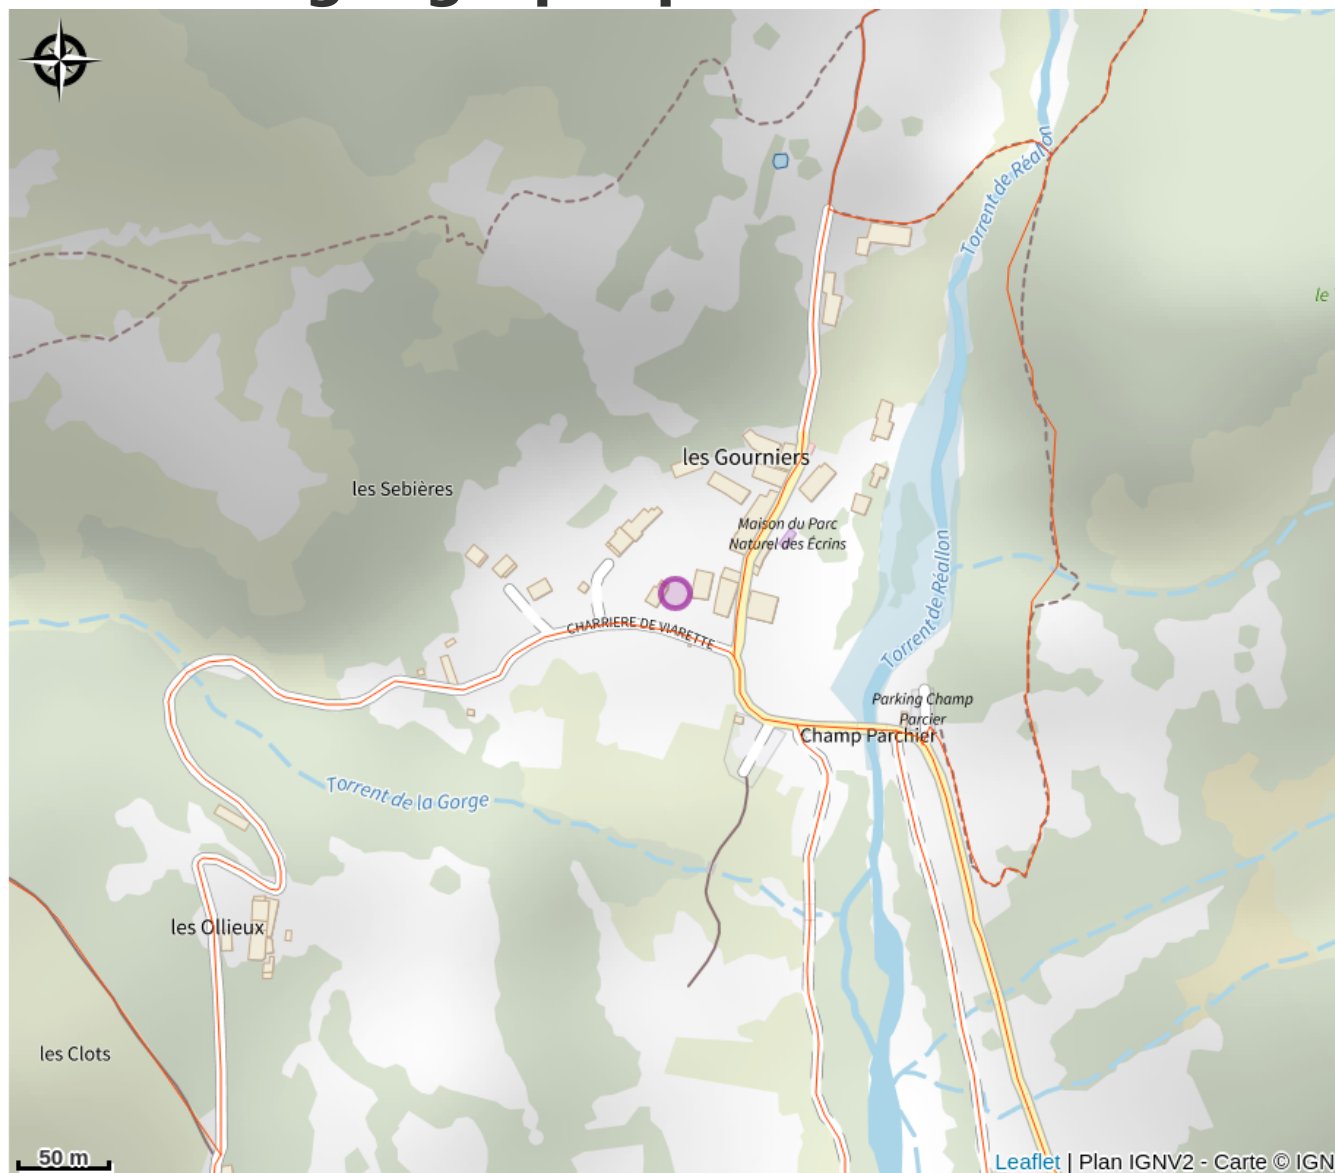 Torrent de Réallon
le
les Gourniers
les Sebières
Maison du Parc
Naturel des Écrins
Torrent de Réallon
CHARRIERE DE VIARETTE
Parking Champ
Parcier
Champ Parchier
Torrent de la Gorge
les Ollieux
les Clots
50 m
Leaflet | Plan IGNV2 - Carte © IGN